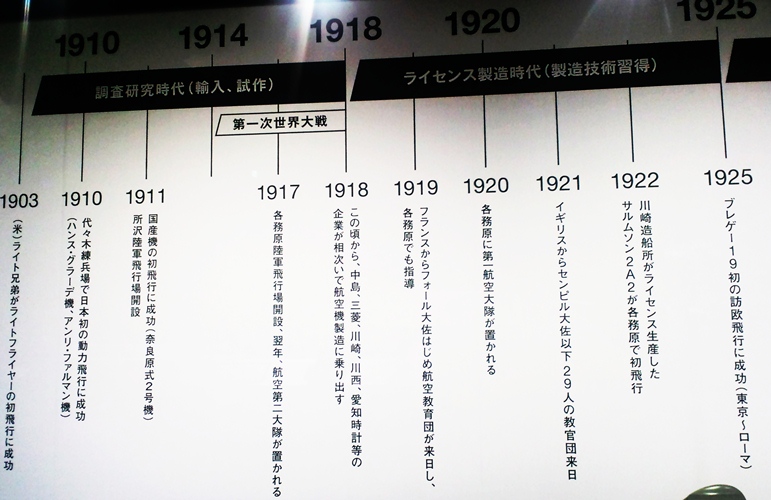 1910
1914
1918
1920
1925
調査研究時代(輸入、試作)
ライセンス製造時代(製造技術習得)
第一次世界大戦
1903
(米)ライト兄弟がライトフライヤーの初飛行に成功
1910
代々木練兵場で日本初の動力飛行に成功
(ハンス・グラーデ機、アンリ・ファルマン機)
1911
国産機の初飛行に成功(奈良原式2号機)
所沢陸軍飛行場開設
1917
各務原陸軍飛行場開設、翌年、航空第二大隊が置かれる
1918
この頃から、中島、三菱、川崎、川西、愛知時計等の
企業が相次いで航空機製造に乗り出す
1919
フランスからフォール大佐はじめ航空教育団が来日し、
各務原でも指導
1920
各務原に第一航空大隊が置かれる
1921
イギリスからセンピル大佐以下29人の教官団来日
1922
川崎造船所がライセンス生産した
サルムソン2A2が各務原で初飛行
1925
ブレゲー19初の訪欧飛行に成功(東京～ローマ)